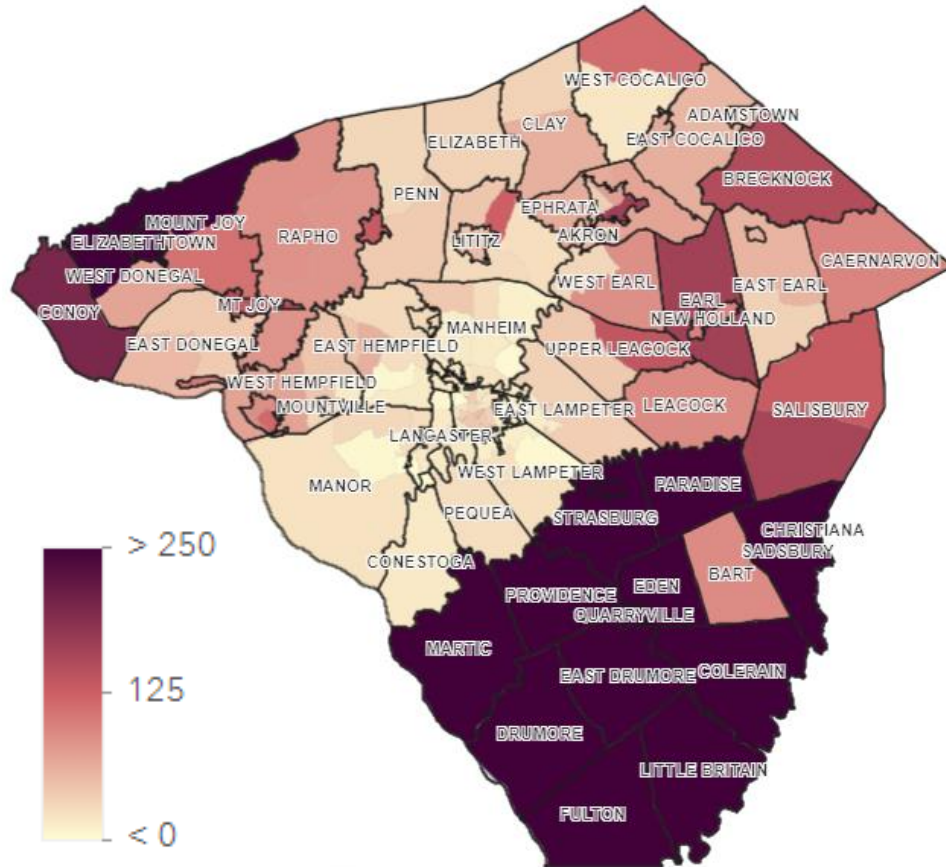 WEST COCALICO
ADAMSTOWN
CLAY
EAST COCALICO
ELIZABETH
BRECKNOCK
PENN
EPHRATA
MOUNT JOY
RAPHO
ELIZABETHTOWN
LITITZ
AKRON
CAERNARVON
WEST DONEGAL
WEST EARL
EARL
EAST EARL
CONOY
MT JOY
NEW HOLLAND
MANHEIM
EAST DONEGAL
EAST HEMPFIELD
UPPER LEACOCK
WEST HEMPFIELD
MOUNTVILLE
EAST LAMPETER
LEACOCK
SALISBURY
LANCASTER
WEST LAMPETER
MANOR
PARADISE
PEQUEA
STRASBURG
CHRISTIANA
> 250
SADSBURY
CONESTOGA
BART
EDEN
PROVIDENCE
QUARRYVILLE
MARTIC
EAST DRUMORE
COLERAIN
125
DRUMORE
LITTLE BRITAIN
FULTON
< 0